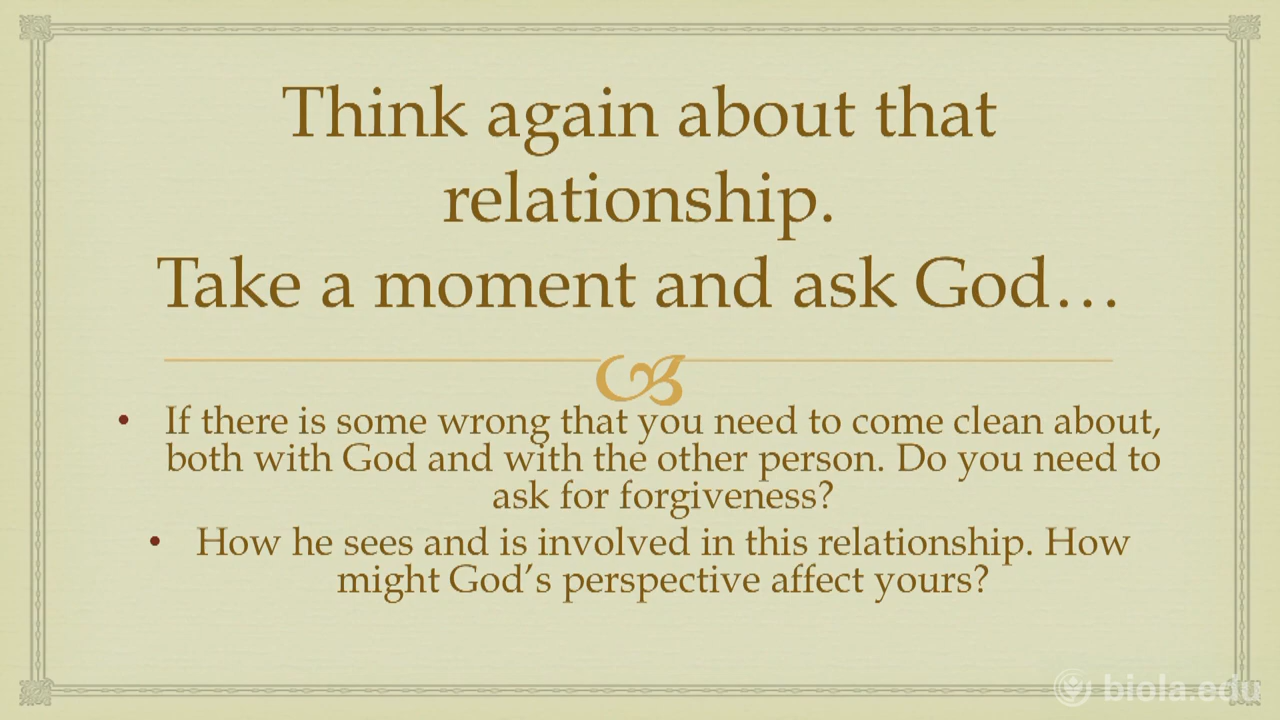 Think again about that
relationship.
Take a moment and ask God…
• If there is some wrong that you need to come clean about,
both with God and with the other person. Do you need to
ask for forgiveness?
• How he sees and is involved in this relationship. How
might God’s perspective affect yours?
biola.edu